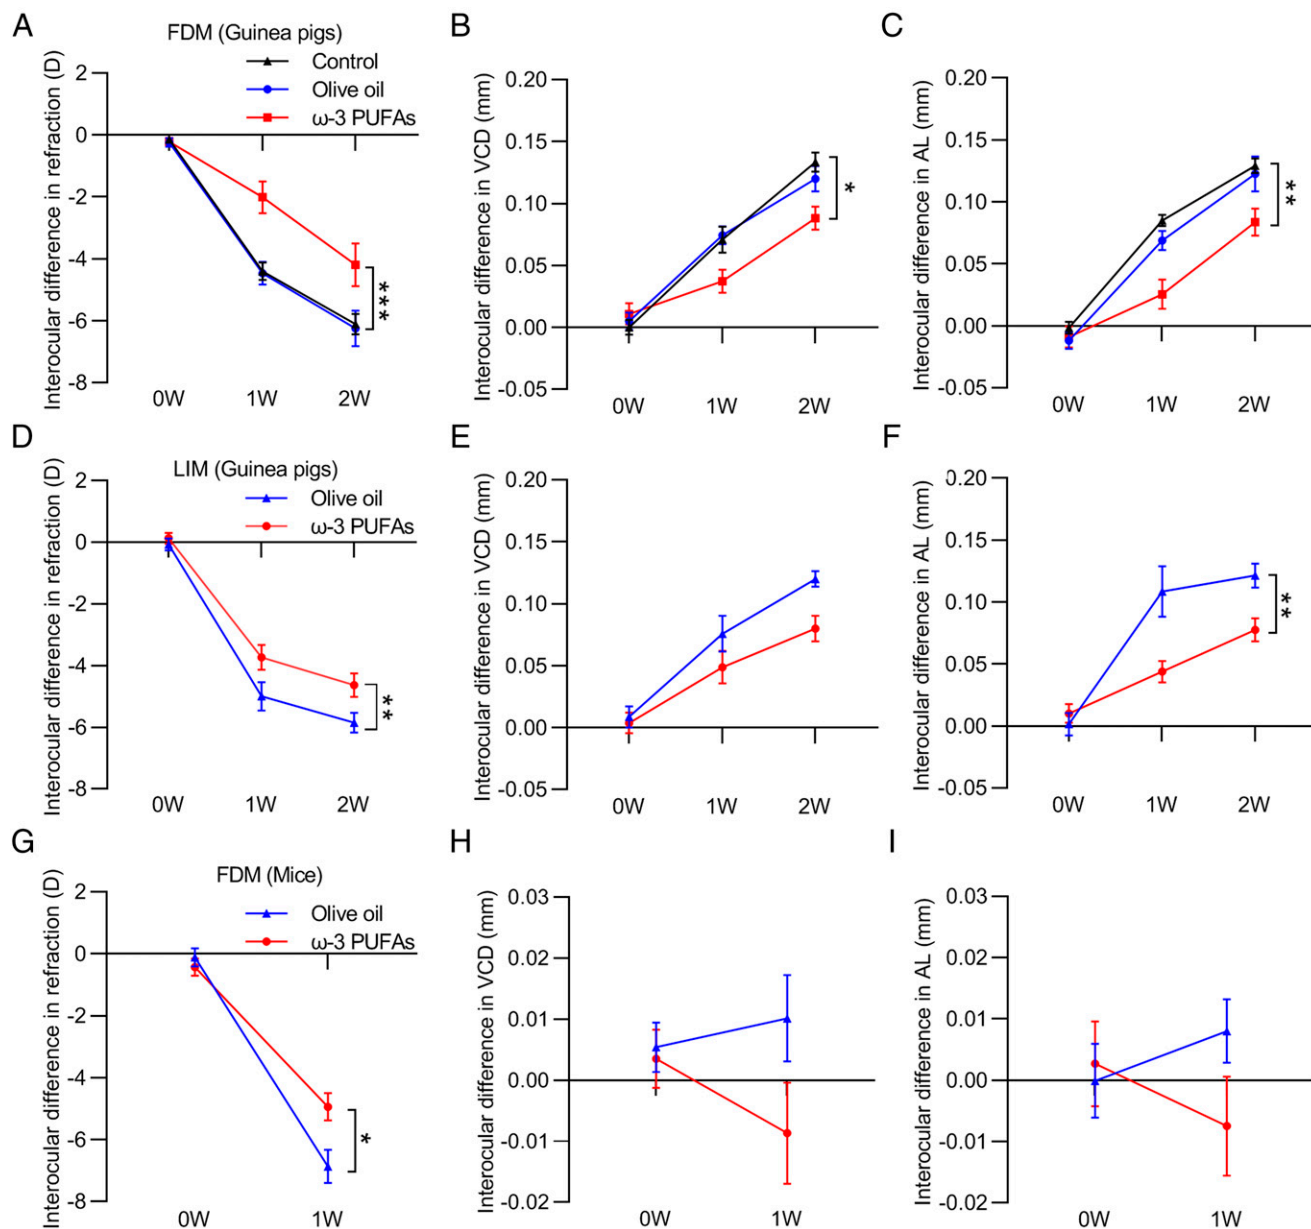 A
FDM (Guinea pigs)
Control
Olive oil
ω-3 PUFAs
Interocular difference in refraction (D)
2
0
-2
-4
-6
-8
0W
1W
2W
***
B
Interocular difference in VCD (mm)
0.20
0.15
0.10
0.05
0.00
-0.05
0W
1W
2W
*
C
Interocular difference in AL (mm)
0.20
0.15
0.10
0.05
0.00
-0.05
0W
1W
2W
**
D
LIM (Guinea pigs)
Olive oil
ω-3 PUFAs
Interocular difference in refraction (D)
2
0
-2
-4
-6
-8
0W
1W
2W
**
E
Interocular difference in VCD (mm)
0.20
0.15
0.10
0.05
0.00
-0.05
0W
1W
2W
F
Interocular difference in AL (mm)
0.20
0.15
0.10
0.05
0.00
-0.05
0W
1W
2W
**
G
FDM (Mice)
Olive oil
ω-3 PUFAs
Interocular difference in refraction (D)
2
0
-2
-4
-6
-8
0W
1W
*
H
Interocular difference in VCD (mm)
0.03
0.02
0.01
0.00
-0.01
-0.02
0W
1W
I
Interocular difference in AL (mm)
0.03
0.02
0.01
0.00
-0.01
-0.02
0W
1W